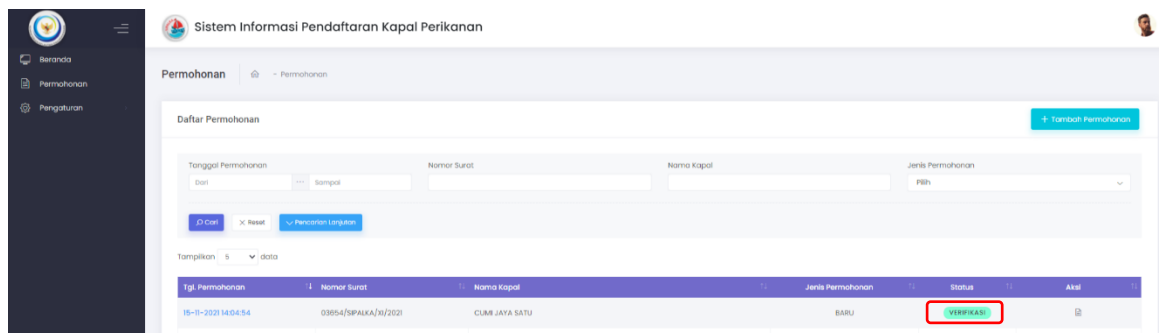 Sistem Informasi Pendaftaran Kapal Perikanan
Beranda
Permohonan
Pengaturan
Permohonan - Permohonan
Daftar Permohonan + Tambah Permohonan
Tanggal Permohonan Nomor Surat Nama Kapal Jenis Permohonan
Dari ... Sampai Pilih
Cari × Reset Pencarian Lanjutan
Tampilkan 5 data
Tgl. Permohonan Nomor Surat Nama Kapal Jenis Permohonan Status Aksi
15-11-2021 14:04:54 03654/SIPALKA/XI/2021 CUMI JAYA SATU BARU VERIFIKASI